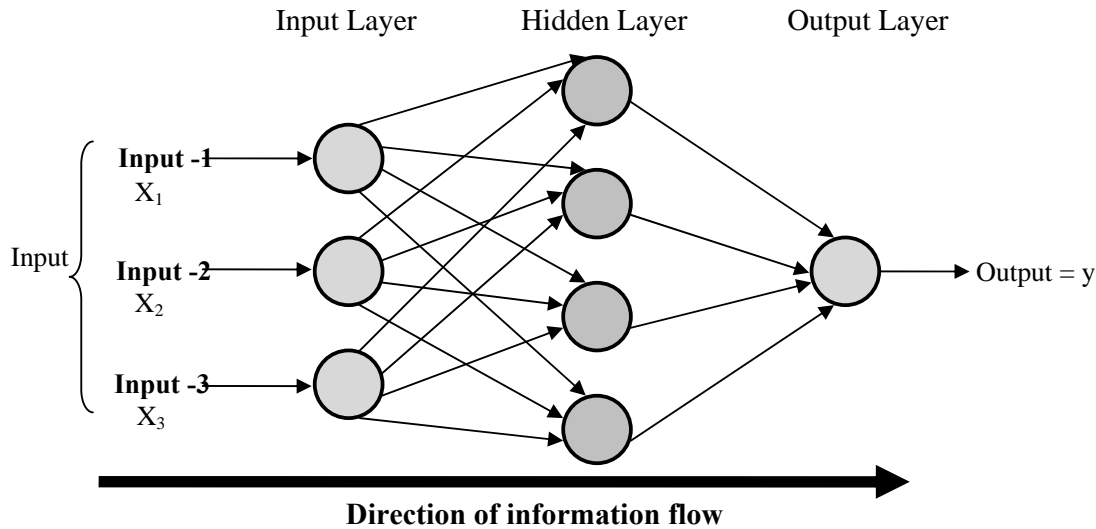 Input Layer
Hidden Layer
Output Layer
Input -1
X₁
Input
Input -2
X₂
Output = y
Input -3
X₃
Direction of information flow